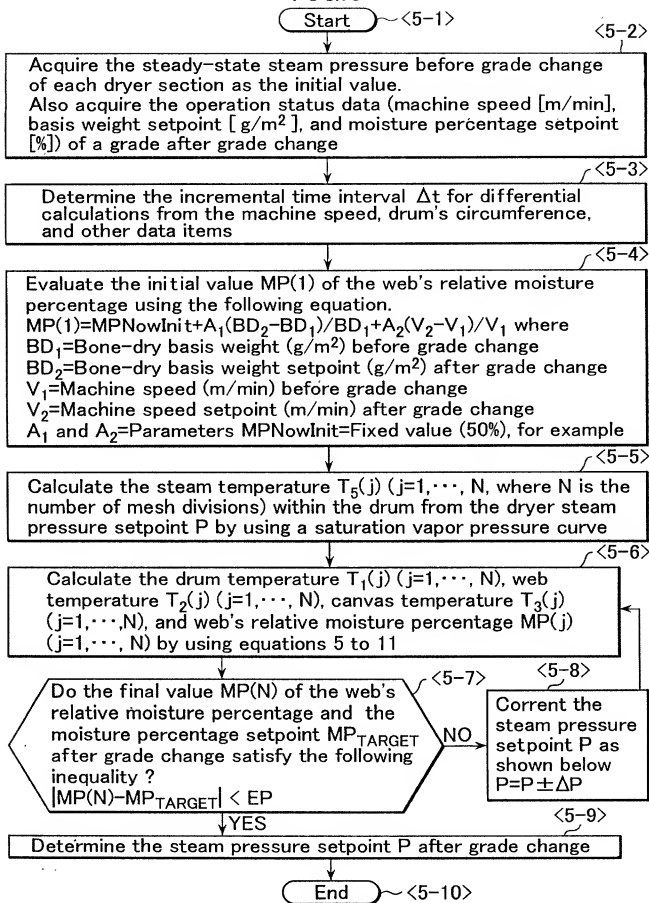 Start <5-1>
<5-2>
Acquire the steady-state steam pressure before grade change
of each dryer section as the initial value.
Also acquire the operation status data (machine speed [m/min],
basis weight setpoint [ g/m² ], and moisture percentage setpoint
[%]) of a grade after grade change
<5-3>
Determine the incremental time interval Δt for differential
calculations from the machine speed, drum's circumference,
and other data items
<5-4>
Evaluate the initial value MP(1) of the web's relative moisture
percentage using the following equation.
MP(1)=MPNowInit+A₁(BD₂−BD₁)/BD₁+A₂(V₂−V₁)/V₁ where
BD₁=Bone-dry basis weight (g/m²) before grade change
BD₂=Bone-dry basis weight setpoint (g/m²) after grade change
V₁=Machine speed (m/min) before grade change
V₂=Machine speed setpoint (m/min) after grade change
A₁ and A₂=Parameters MPNowInit=Fixed value (50%), for example
<5-5>
Calculate the steam temperature T₅(j) (j=1,···, N, where N is the
number of mesh divisions) within the drum from the dryer steam
pressure setpoint P by using a saturation vapor pressure curve
<5-6>
Calculate the drum temperature T₁(j) (j=1,···, N), web
temperature T₂(j) (j=1,···, N), canvas temperature T₃(j)
(j=1,···,N), and web's relative moisture percentage MP(j)
(j=1,···, N) by using equations 5 to 11
<5-7>
Do the final value MP(N) of the web's
relative moisture percentage and the
moisture percentage setpoint MP_TARGET
after grade change satisfy the following
inequality ?
|MP(N)−MP_TARGET| < EP
NO
<5-8>
Corrent the
steam pressure
setpoint P as
shown below
P=P±ΔP
YES
<5-9>
Determine the steam pressure setpoint P after grade change
End <5-10>